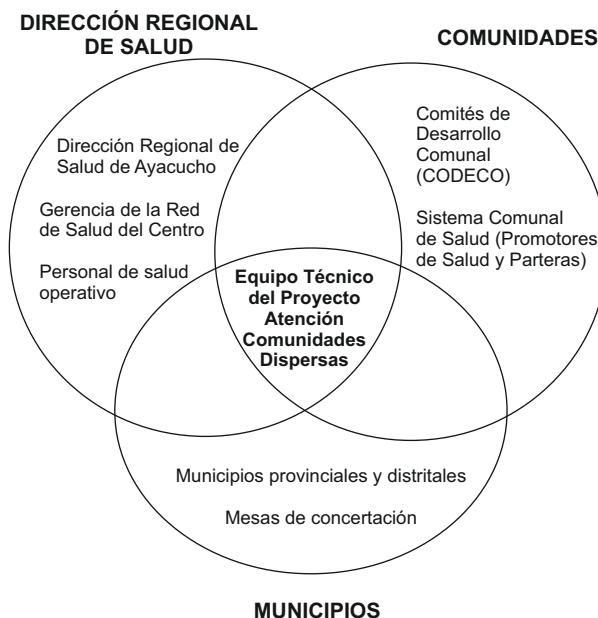 DIRECCIÓN REGIONAL
DE SALUD
COMUNIDADES
Dirección Regional de
Salud de Ayacucho
Gerencia de la Red
de Salud del Centro
Personal de salud
operativo
Comités de
Desarrollo
Comunal
(CODECO)
Sistema Comunal
de Salud (Promotores
de Salud y Parteras)
Equipo Técnico
del Proyecto
Atención
Comunidades
Dispersas
Municipios provinciales y distritales
Mesas de concertación
MUNICIPIOS